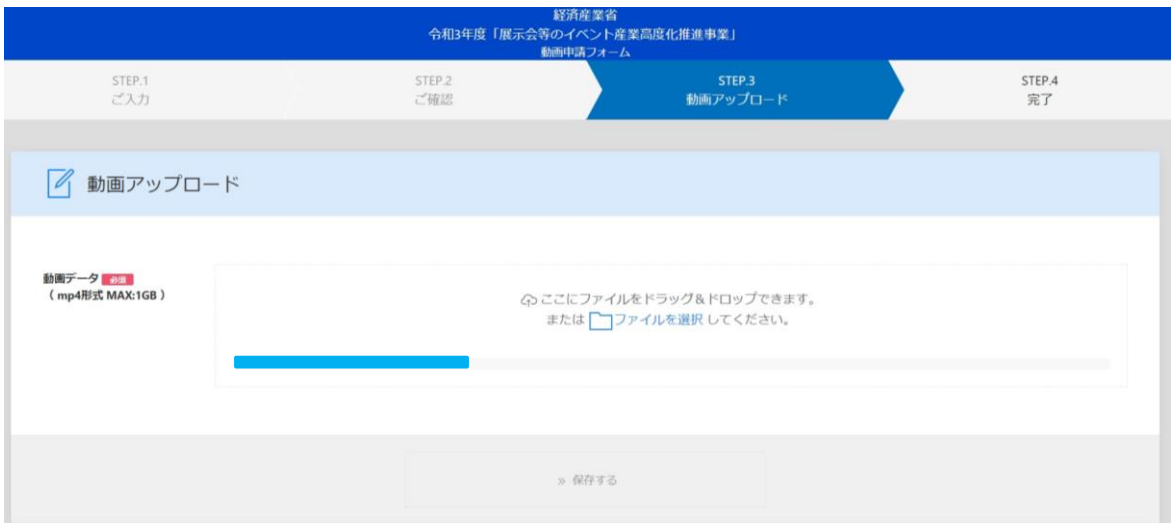 経済産業省
令和3年度「展示会等のイベント産業高度化推進事業」
動画申請フォーム
STEP.1
ご入力
STEP.2
ご確認
STEP.3
動画アップロード
STEP.4
完了
動画アップロード
動画データ 必須
( mp4形式 MAX:1GB )
ここにファイルをドラッグ&ドロップできます。
または ファイルを選択 してください。
» 保存する